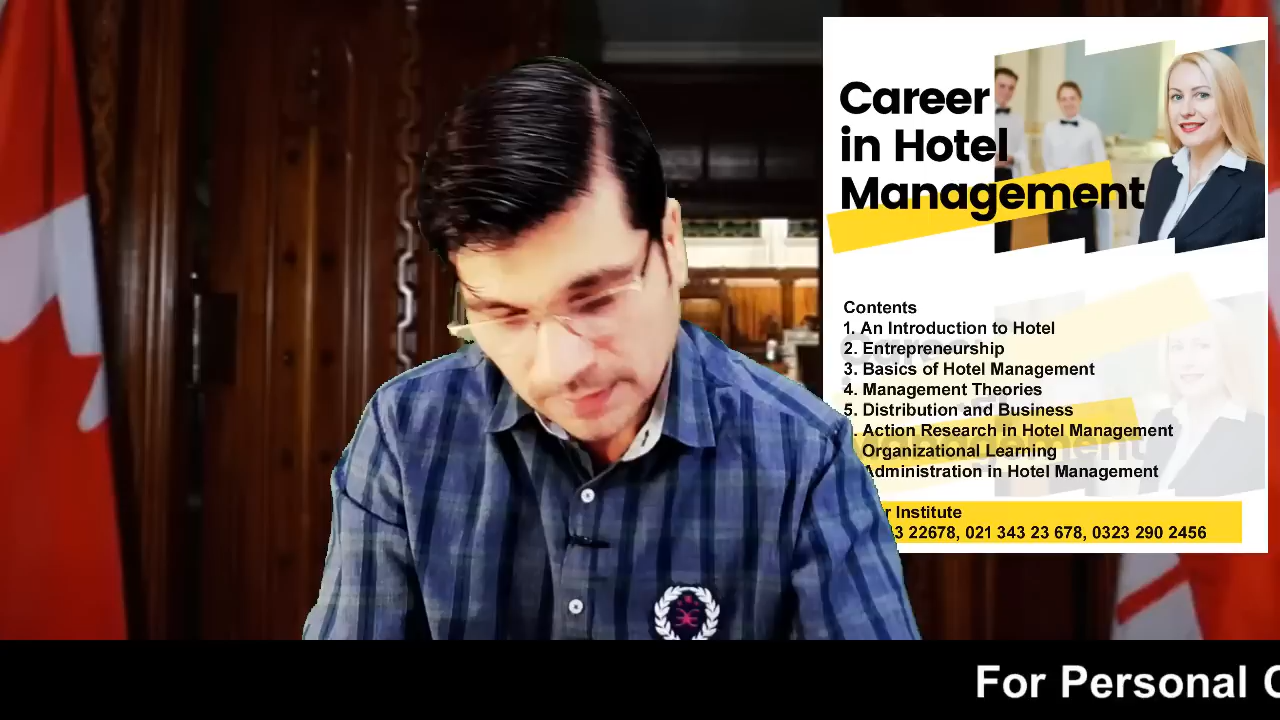 Career
in Hotel
Management
Contents
1. An Introduction to Hotel
2. Entrepreneurship
3. Basics of Hotel Management
4. Management Theories
5. Distribution and Business
. Action Research in Hotel Management
Organizational Learning
Administration in Hotel Management
r Institute
3 22678, 021 343 23 678, 0323 290 2456
For Personal